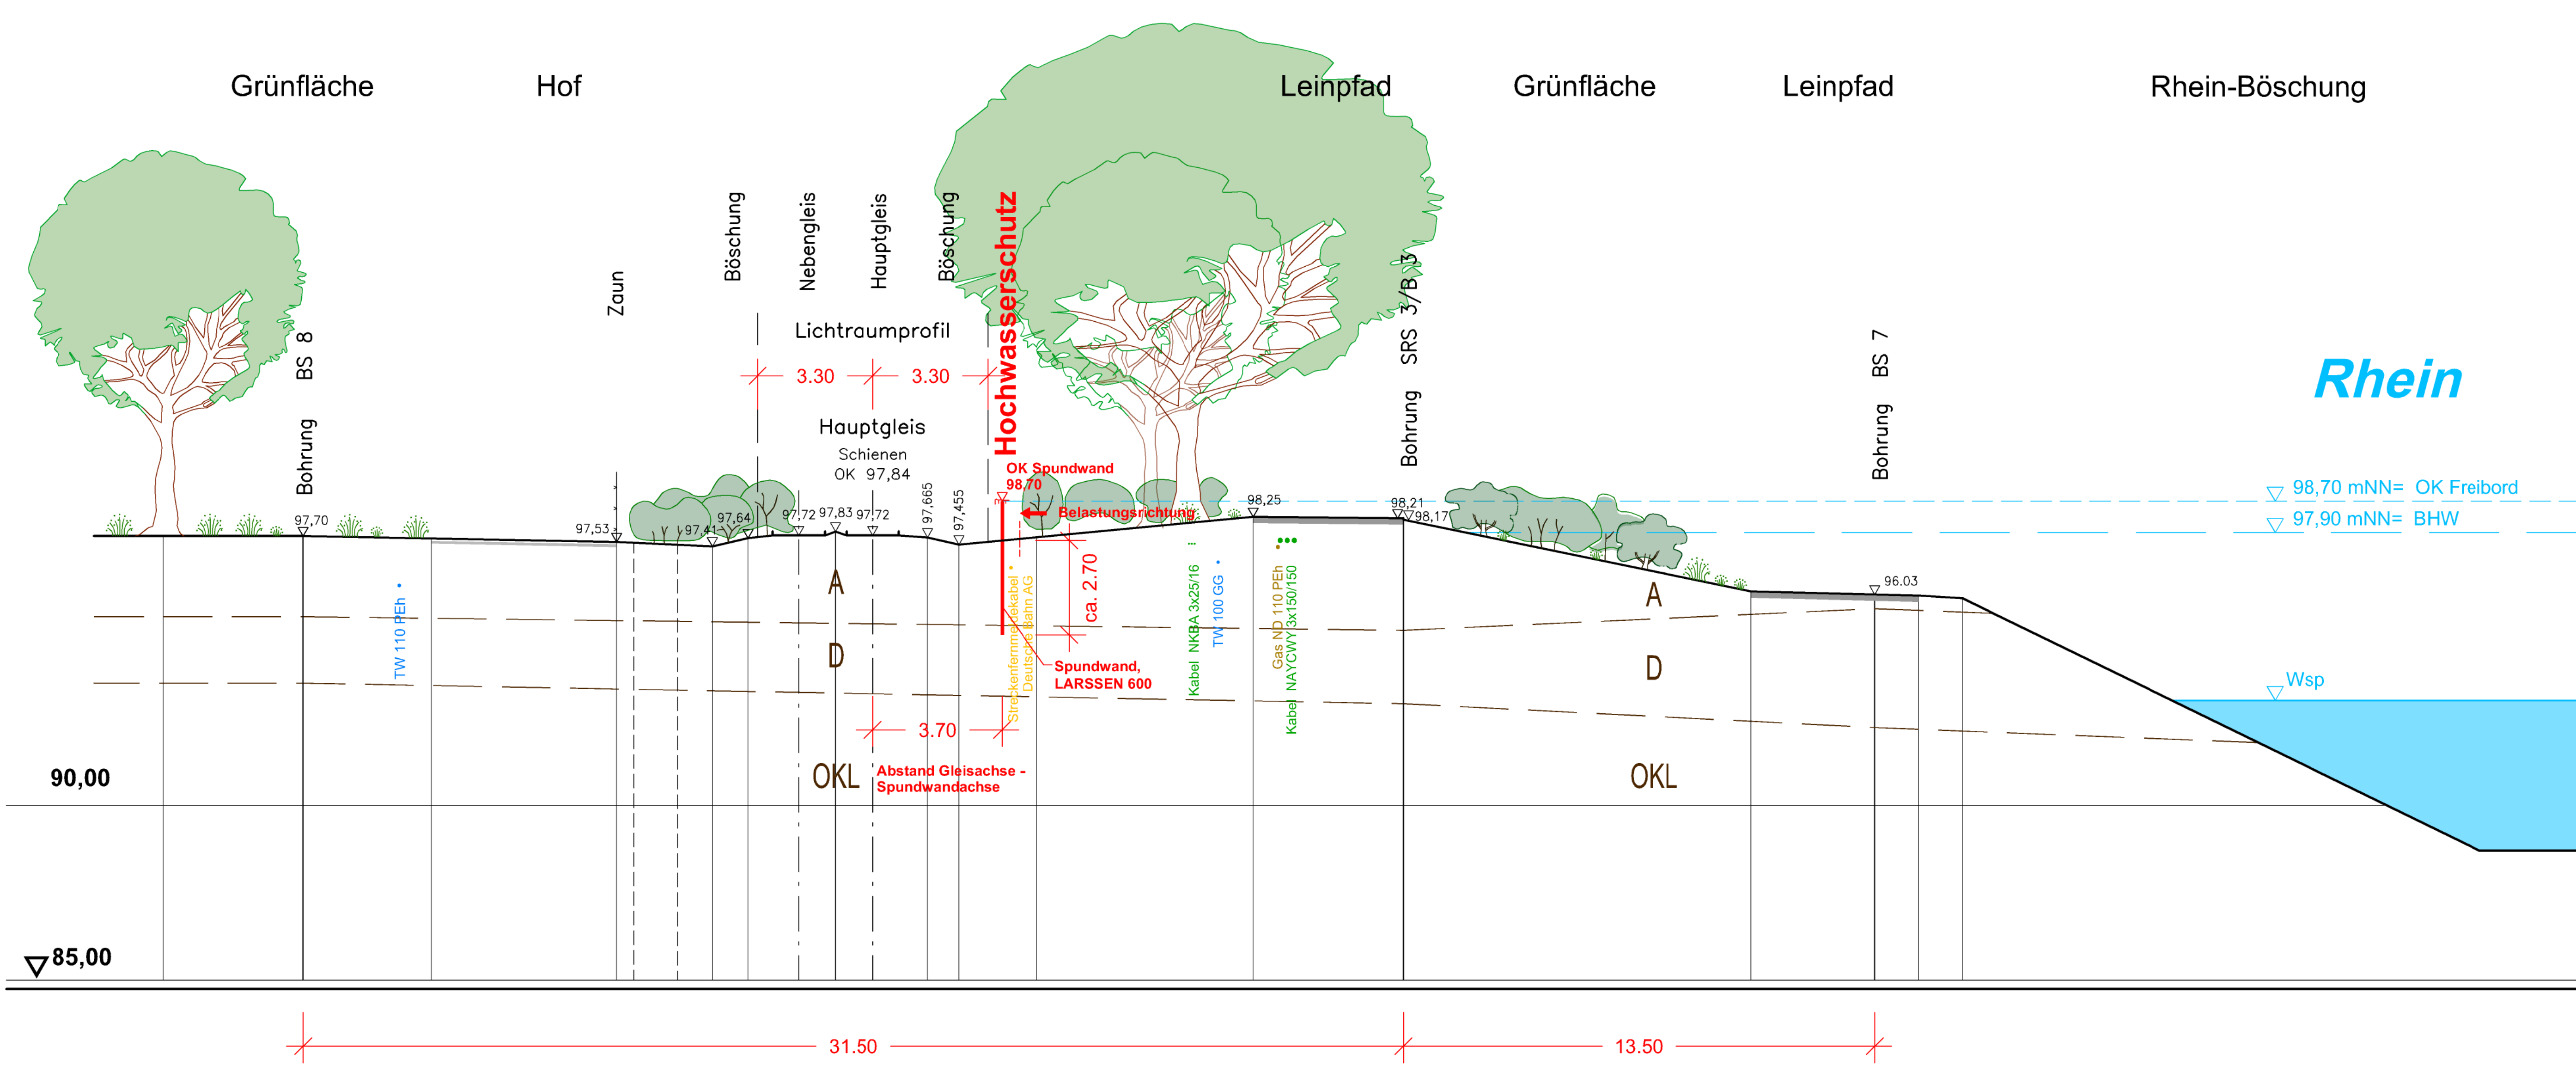 Grünfläche
Hof
Leinpfad
Grünfläche
Leinpfad
Rhein-Böschung
Bohrung BS 8
Zaun
Böschung
Nebengleis
Hauptgleis
Böschung
Hochwasserschutz
Bohrung SRS 3/B 3
Bohrung BS 7
Lichtraumprofil
3.30
3.30
Hauptgleis
Schienen
OK 97,84
Rhein
OK Spundwand
98,70
Belastungsrichtung
98,70 mNN= OK Freibord
97,90 mNN= BHW
97,70
97,53
97,41
97,64
97,72
97,83
97,72
97,665
97,455
98,25
98,21
98,17
96.03
TW 110 PEh
A
D
OKL
Streckenfernmeldekabel
Deutsche Bahn AG
ca. 2.70
Spundwand,
LARSSEN 600
Kabel NKBA 3x25/16
TW 100 GG
Gas ND 110 PEh
Kabel NAYCWY 3x150/150
A
D
OKL
Wsp
3.70
Abstand Gleisachse -
Spundwandachse
90,00
85,00
31.50
13.50